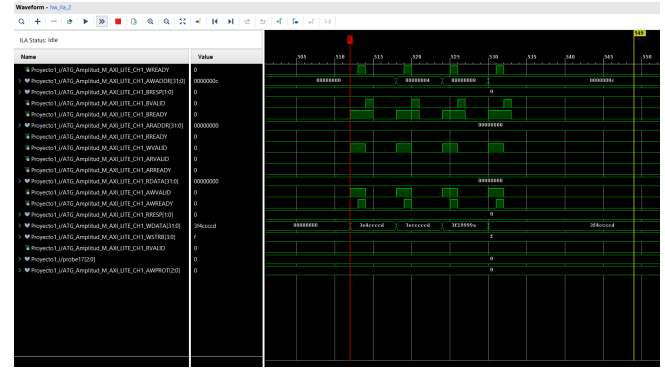 Waveform - hw_ila_2
ILA Status: Idle
Name Value
549
505 510 515 520 525 530 535 540 545 550
Proyecto1_i/ATG_Amplitud_M_AXI_LITE_CH1_WREADY 0
Proyecto1_i/ATG_Amplitud_M_AXI_LITE_CH1_AWADDR[31:0] 0000000c 00000000 00000004 00000008 0000000c
Proyecto1_i/ATG_Amplitud_M_AXI_LITE_CH1_BRESP[1:0] 0 0
Proyecto1_i/ATG_Amplitud_M_AXI_LITE_CH1_BVALID 0
Proyecto1_i/ATG_Amplitud_M_AXI_LITE_CH1_BREADY 0
Proyecto1_i/ATG_Amplitud_M_AXI_LITE_CH1_ARADDR[31:0] 00000000 00000000
Proyecto1_i/ATG_Amplitud_M_AXI_LITE_CH1_RREADY 0
Proyecto1_i/ATG_Amplitud_M_AXI_LITE_CH1_WVALID 0
Proyecto1_i/ATG_Amplitud_M_AXI_LITE_CH1_ARVALID 0
Proyecto1_i/ATG_Amplitud_M_AXI_LITE_CH1_ARREADY 0
Proyecto1_i/ATG_Amplitud_M_AXI_LITE_CH1_RDATA[31:0] 00000000 00000000
Proyecto1_i/ATG_Amplitud_M_AXI_LITE_CH1_AWVALID 0
Proyecto1_i/ATG_Amplitud_M_AXI_LITE_CH1_AWREADY 0
Proyecto1_i/ATG_Amplitud_M_AXI_LITE_CH1_RRESP[1:0] 0 0
Proyecto1_i/ATG_Amplitud_M_AXI_LITE_CH1_WDATA[31:0] 3f4ccccd 00000000 3e4ccccd 3ecccccd 3f19999a 3f4ccccd
Proyecto1_i/ATG_Amplitud_M_AXI_LITE_CH1_WSTRB[3:0] f f
Proyecto1_i/ATG_Amplitud_M_AXI_LITE_CH1_RVALID 0
Proyecto1_i/probe17[2:0] 0 0
Proyecto1_i/ATG_Amplitud_M_AXI_LITE_CH1_AWPROT[2:0] 0 0